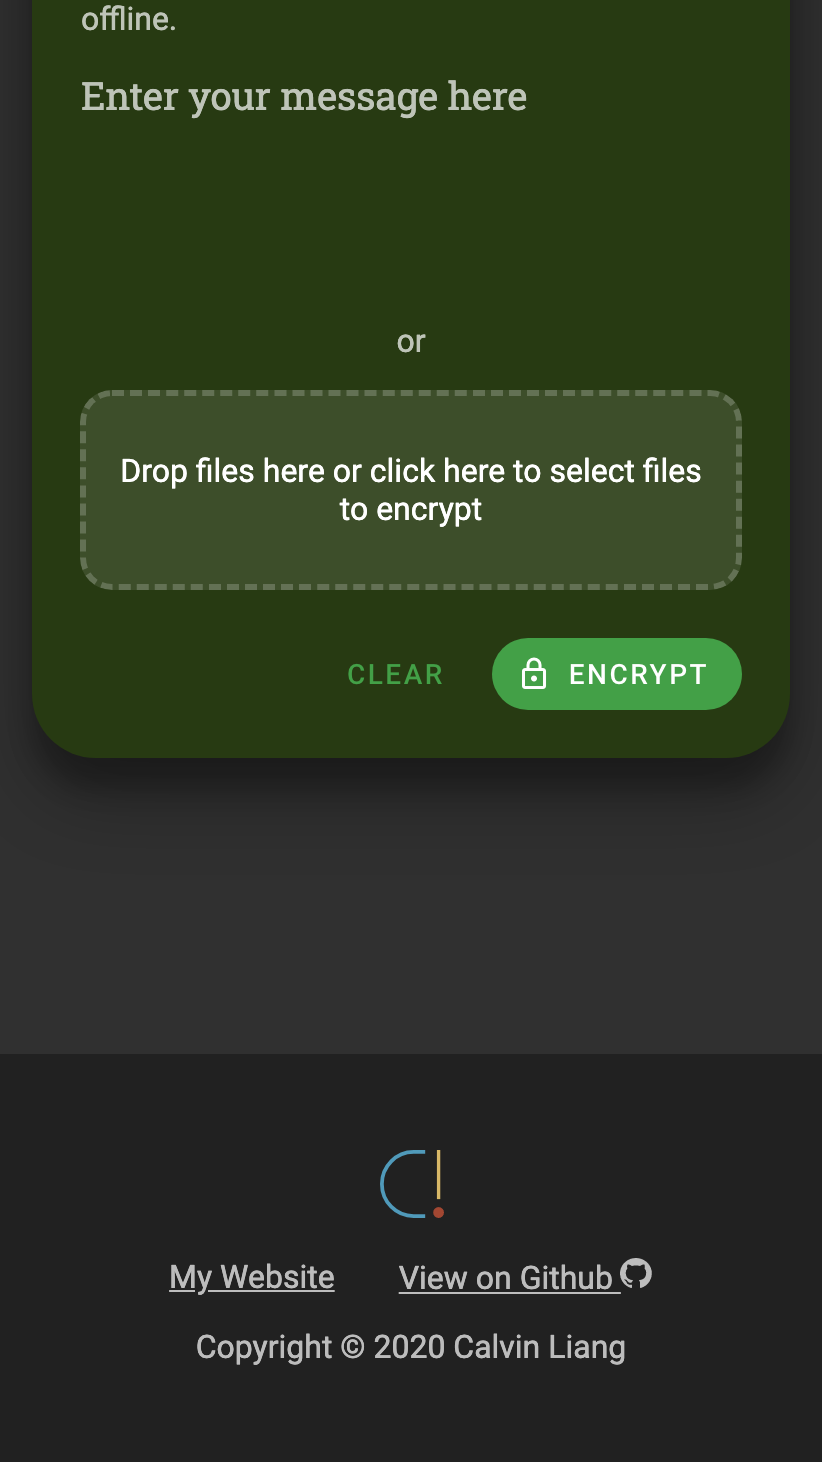 offline.
Enter your message here
or
Drop files here or click here to select files
to encrypt
CLEAR
ENCRYPT
C!
My Website
View on Github
Copyright © 2020 Calvin Liang